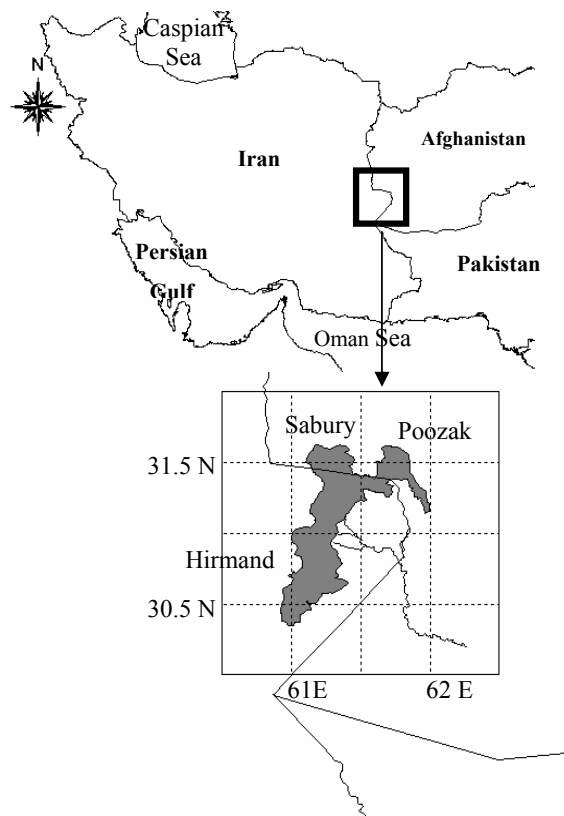 Caspian
Sea
N
Afghanistan
Iran
Persian
Gulf
Pakistan
Oman Sea
Sabury
Poozak
31.5 N
Hirmand
30.5 N
61E
62 E